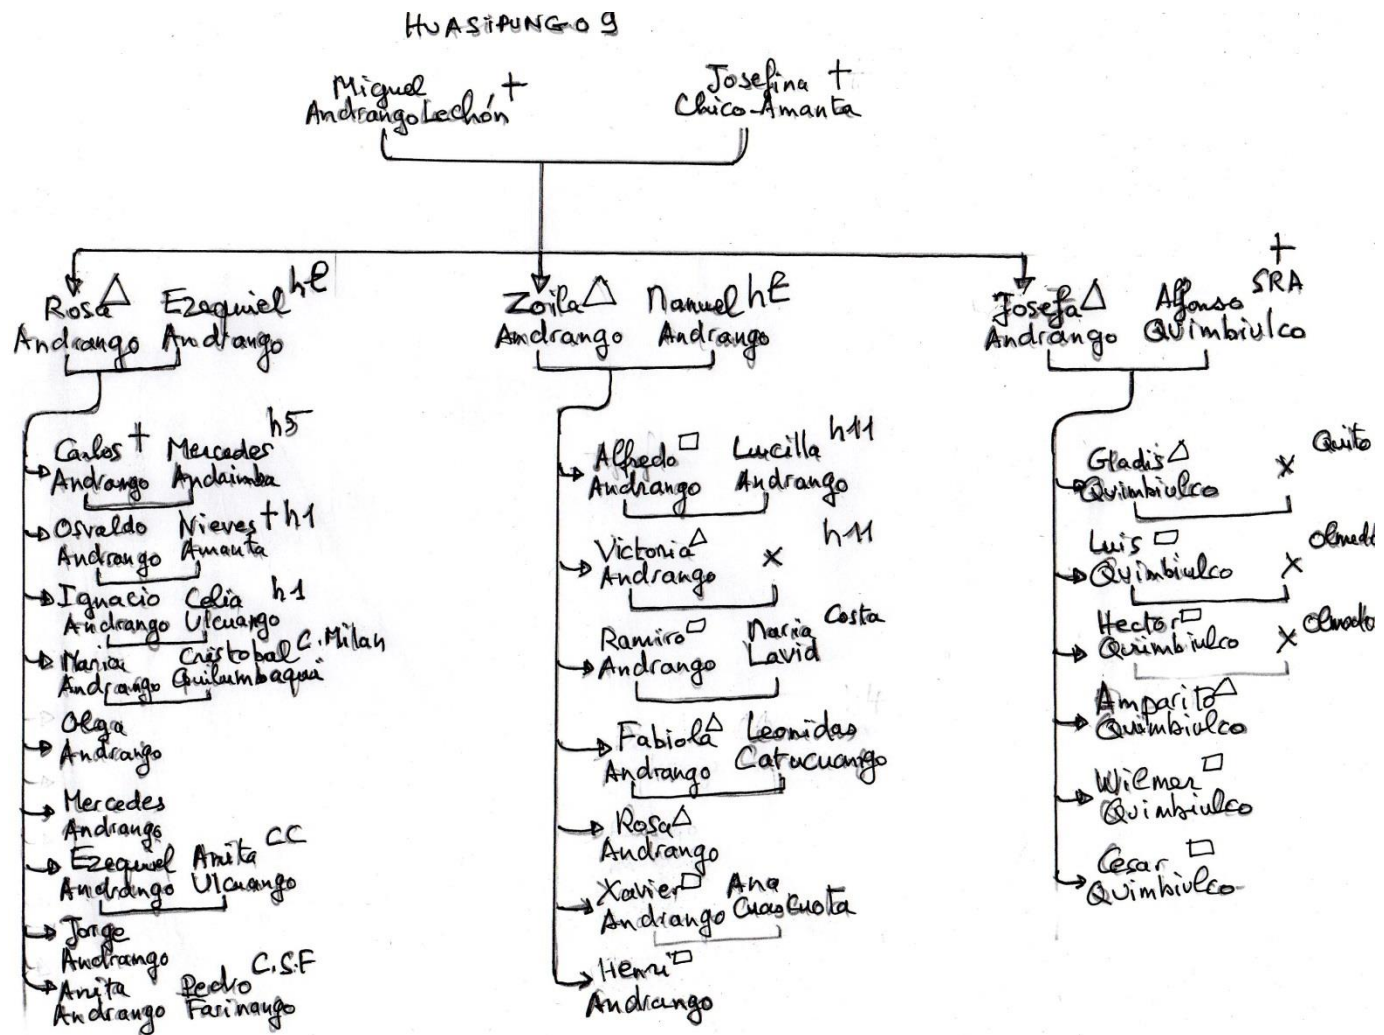 HUASIPUNGO 9
Miguel +
Andrango Lechón
Josefina +
Chico-Amanta
Rosa Ezequiel
Andrango Andrango
Zoila Manuel
Andrango Andrango
+
SRA
Josefa Alfonso
Andrango Quimbiulco
Carlos + Mercedes h5
Andrango Andaimba
Osvaldo Nieves + h1
Andrango Amanta
Ignacio Celia h1
Andrango Ulcuango
Maria Cristobal C. Milan
Andrango Quilumbaqui
Olga
Andrango
Mercedes
Andrango
Ezequiel Anita CC
Andrango Ulcuango
Jorge
Andrango
Anita Pedro C.S.F
Andrango Farinango
Alfredo Lucilla h11
Andrango Andrango
Victoria x h11
Andrango
Ramiro Maria Costa
Andrango Lavid
Fabiola Leonidas
Andrango Catucuango
Rosa
Andrango
Xavier Ana
Andrango Cuascuota
Henri
Andrango
Gladis x Quito
Quimbiulco
Luis x Olmedo
Quimbiulco
Hector x Olmedo
Quimbiulco
Amparito
Quimbiulco
Wilmer
Quimbiulco
Cesar
Quimbiulco